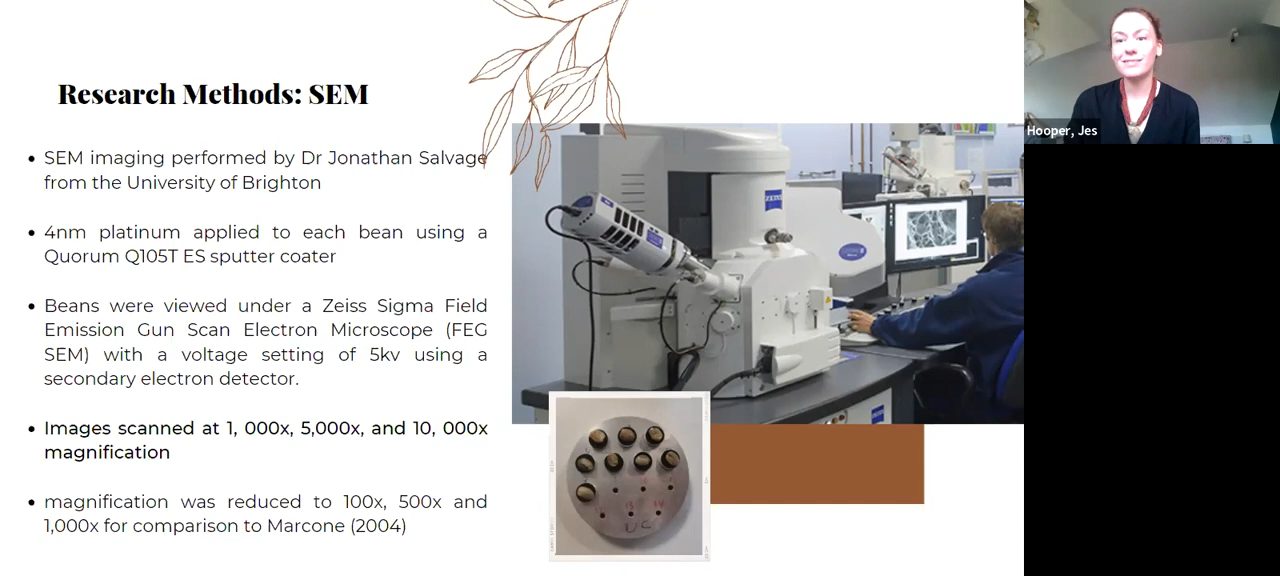 Research Methods: SEM
Hooper, Jes
• SEM imaging performed by Dr Jonathan Salvage
from the University of Brighton
• 4nm platinum applied to each bean using a
Quorum Q105T ES sputter coater
• Beans were viewed under a Zeiss Sigma Field
Emission Gun Scan Electron Microscope (FEG
SEM) with a voltage setting of 5kv using a
secondary electron detector.
• Images scanned at 1, 000x, 5,000x, and 10, 000x
magnification
• magnification was reduced to 100x, 500x and
1,000x for comparison to Marcone (2004)
ZEISS
13 14
UC